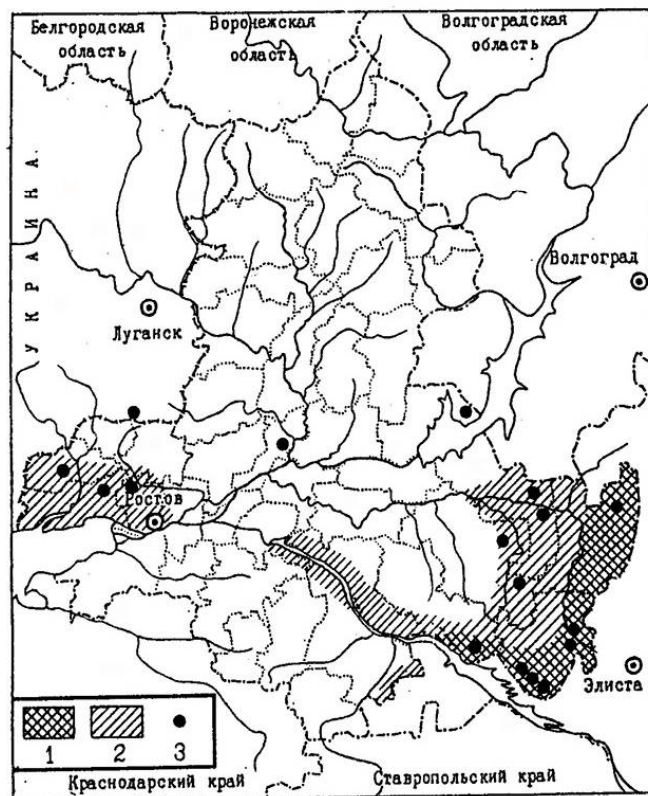 Белгородская
область
Воронежская
область
Волгоградская
область
УКРАИНА
Волгоград
Луганск
Ростов
Элиста
1 2 3
Краснодарский край
Ставропольский край